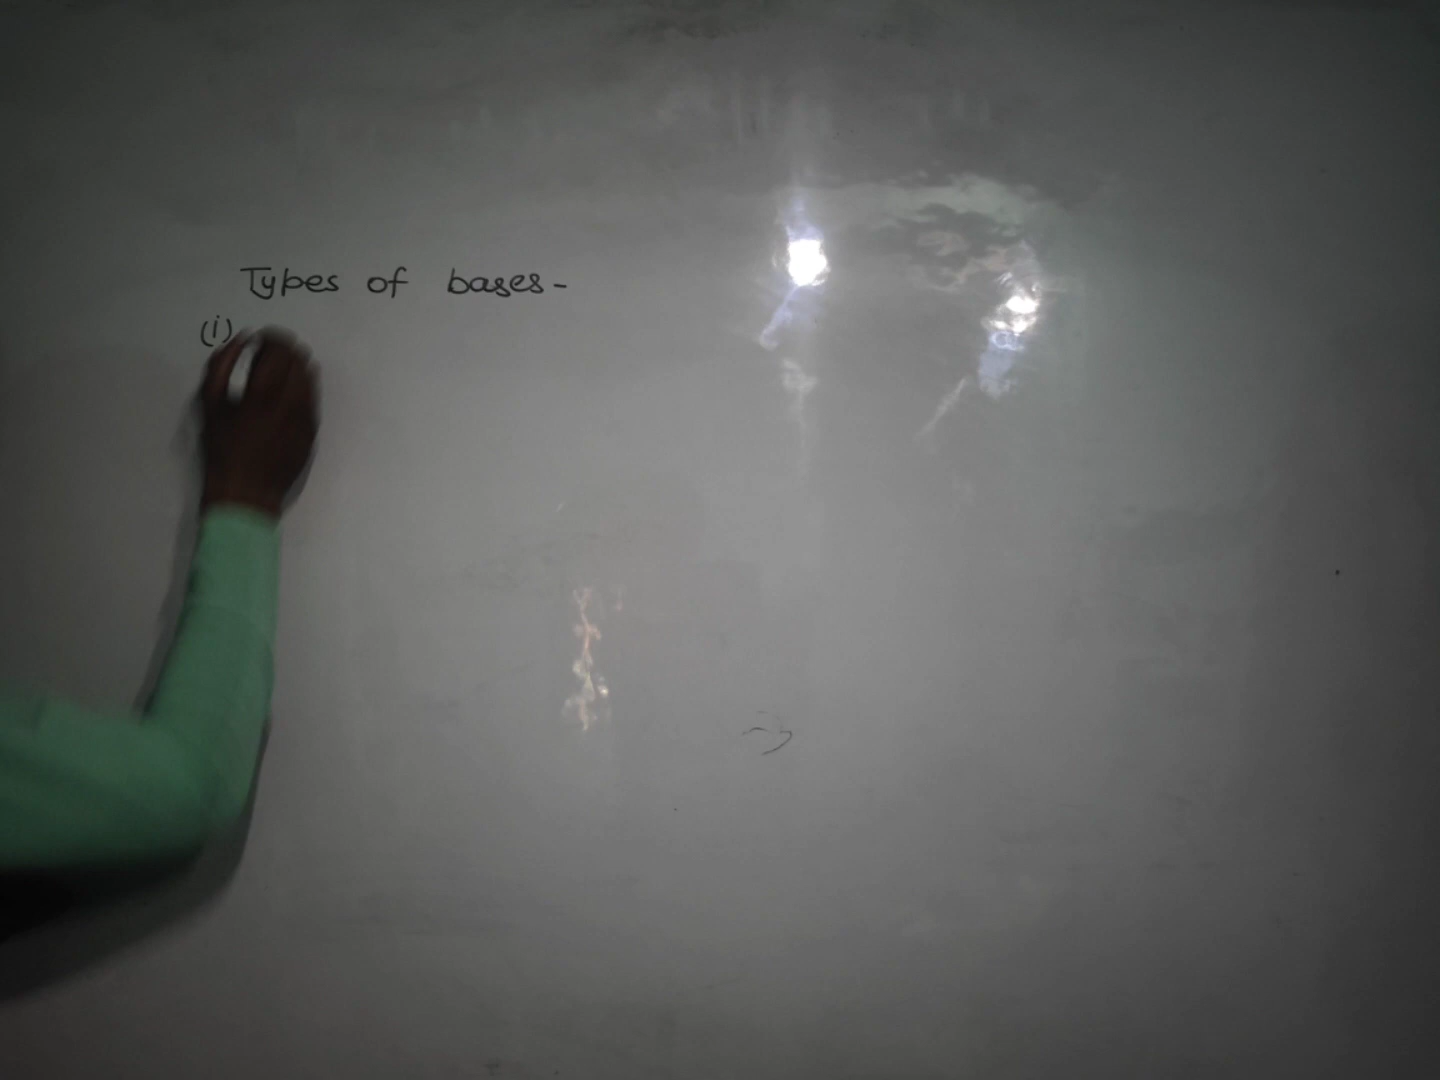 Types of bases-
(i)